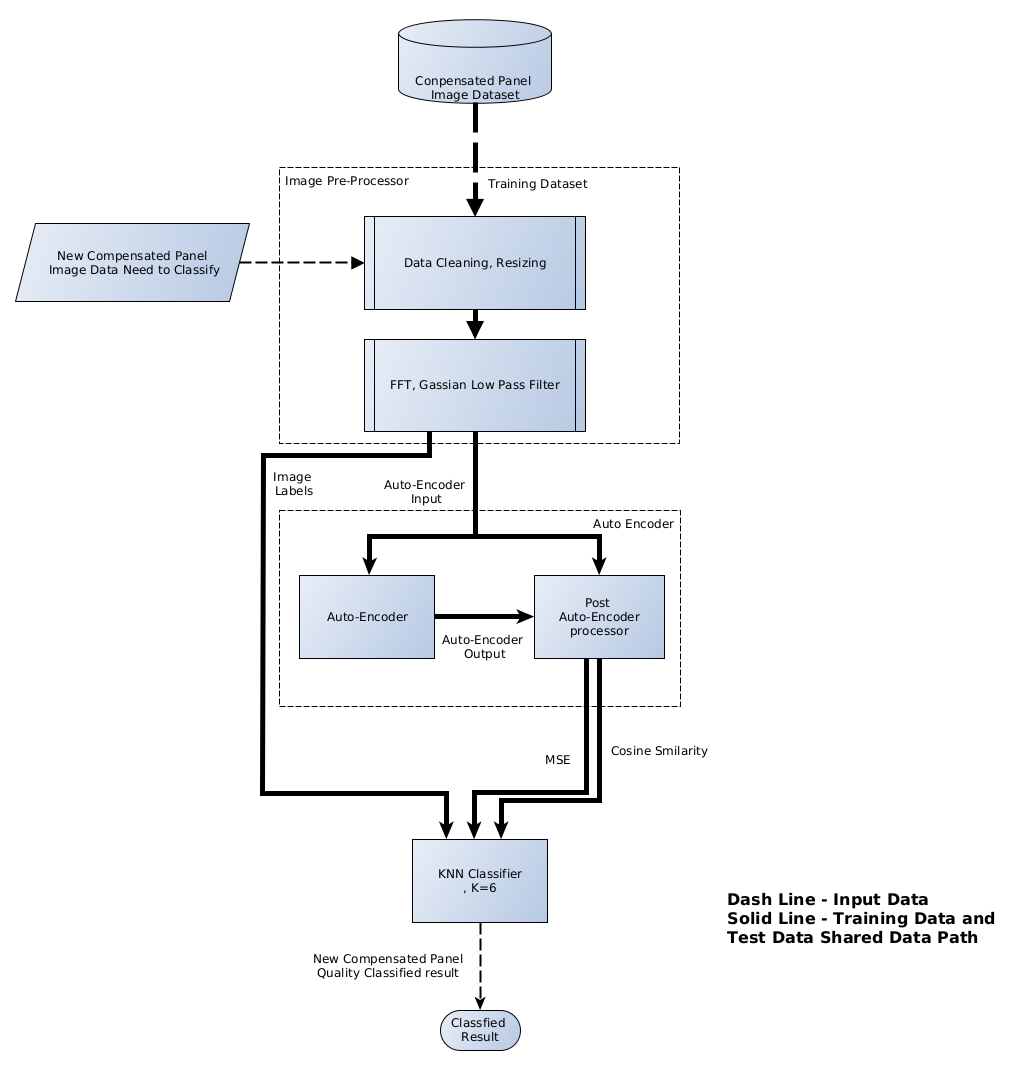 Conpensated Panel
Image Dataset
Image Pre-Processor
Training Dataset
New Compensated Panel
Image Data Need to Classify
Data Cleaning, Resizing
FFT, Gassian Low Pass Filter
Image
Labels
Auto-Encoder
Input
Auto Encoder
Auto-Encoder
Post
Auto-Encoder
processor
Auto-Encoder
Output
MSE
Cosine Smilarity
KNN Classifier
, K=6
Dash Line - Input Data
Solid Line - Training Data and
Test Data Shared Data Path
New Compensated Panel
Quality Classified result
Classfied
Result